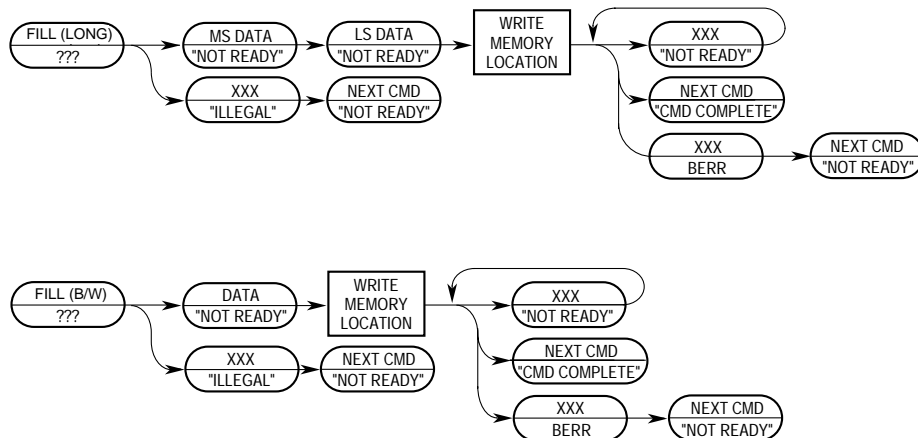 FILL (LONG)
???
MS DATA
"NOT READY"
LS DATA
"NOT READY"
WRITE
MEMORY
LOCATION
XXX
"NOT READY"
XXX
"ILLEGAL"
NEXT CMD
"NOT READY"
NEXT CMD
"CMD COMPLETE"
XXX
BERR
NEXT CMD
"NOT READY"
FILL (B/W)
???
DATA
"NOT READY"
WRITE
MEMORY
LOCATION
XXX
"NOT READY"
XXX
"ILLEGAL"
NEXT CMD
"NOT READY"
NEXT CMD
"CMD COMPLETE"
XXX
BERR
NEXT CMD
"NOT READY"